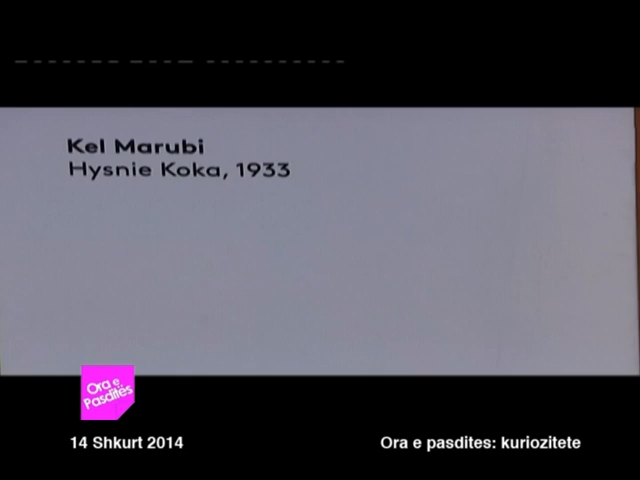 Kel Marubi
Hysnie Koka, 1933
Ora e
Pasdites
14 Shkurt 2014
Ora e pasdites: kuriozitete